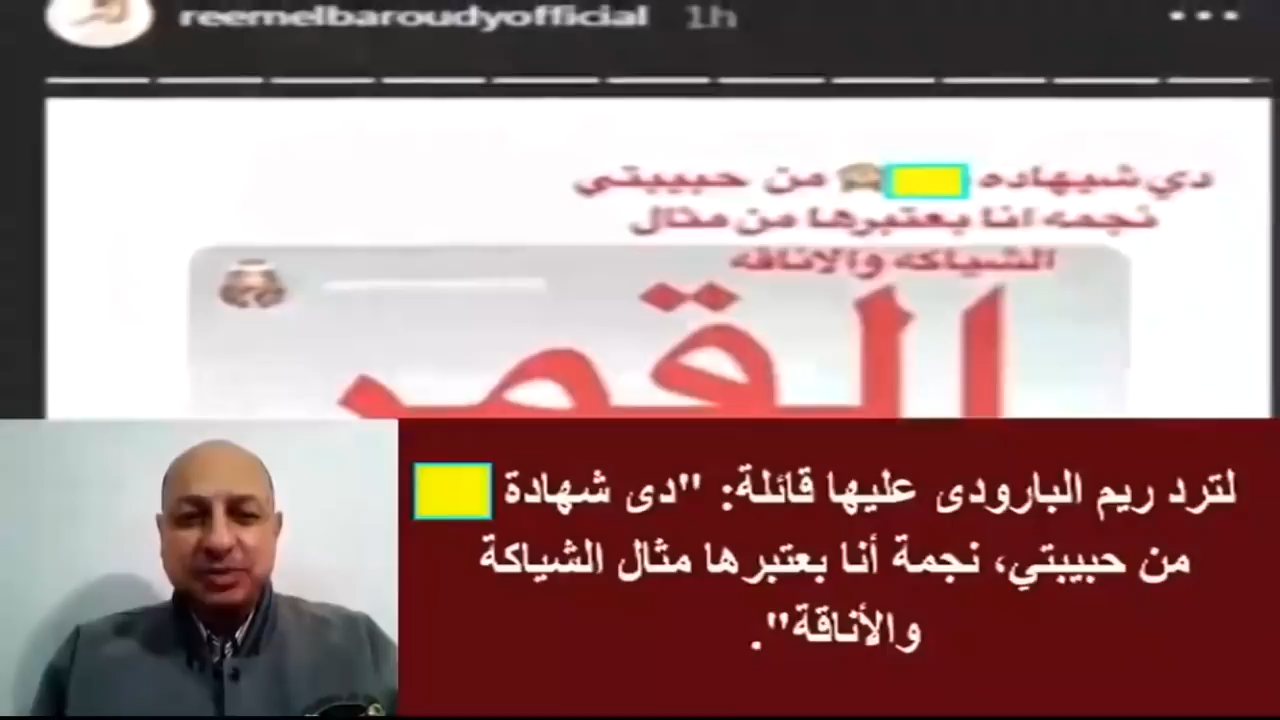 reemelbaroudyofficial 1h
دي شيهاده من حبيبتي
نجمه انا بعتبرها من مثال
الشياكه والاناقه
القمر
لترد ريم البارودى عليها قائلة: "دى شهادة
من حبيبتي، نجمة أنا بعتبرها مثال الشياكة
والأناقة".